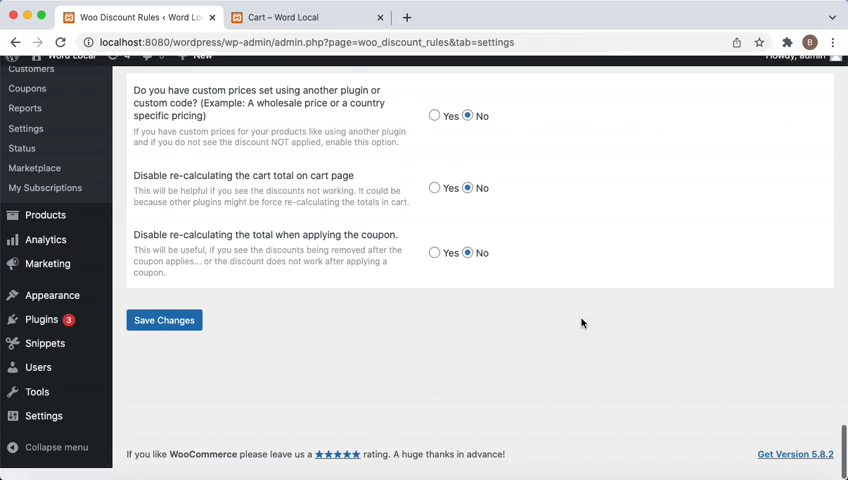 Woo Discount Rules ‹ Word Lo
Cart – Word Local
localhost:8080/wordpress/wp-admin/admin.php?page=woo_discount_rules&tab=settings
B
Word Local
4
New
Howdy, admin
Customers
Coupons
Reports
Settings
Status
Marketplace
My Subscriptions
Products
Analytics
Marketing
Appearance
Plugins 3
Snippets
Users
Tools
Settings
Collapse menu
Do you have custom prices set using another plugin or
custom code? (Example: A wholesale price or a country
specific pricing)
If you have custom prices for your products like using another plugin
and if you do not see the discount NOT applied, enable this option.
Yes No
Disable re-calculating the cart total on cart page
This will be helpful if you see the discounts not working. It could be
because other plugins might be force re-calculating the totals in cart.
Yes No
Disable re-calculating the total when applying the coupon.
This will be useful, if you see the discounts being removed after the
coupon applies... or the discount does not work after applying a
coupon.
Yes No
Save Changes
If you like WooCommerce please leave us a ★★★★★ rating. A huge thanks in advance!
Get Version 5.8.2